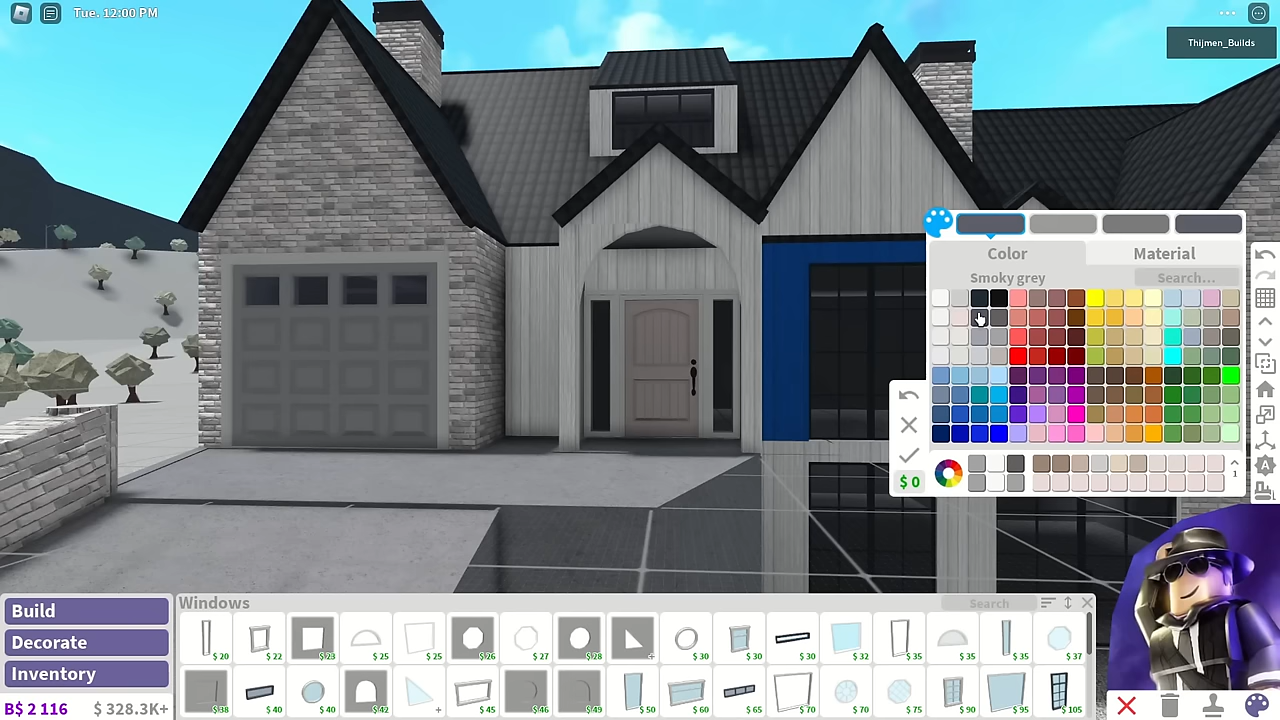 Tue. 12:00 PM
Thijmen_Builds
Color
Material
Smoky grey
Search...
$ 0
1
A
Build
Decorate
Inventory
B$ 2 116
$ 328.3K+
Windows
Search
$ 20
$ 22
$ 23
$ 25
$ 25
$ 26
$ 27
$ 28
+
$ 30
$ 30
$ 30
$ 32
$ 35
$ 35
$ 35
$ 37
$ 38
$ 40
$ 40
$ 42
+
$ 45
$ 46
$ 49
$ 50
$ 60
$ 65
$ 70
$ 70
$ 75
$ 90
$ 95
$ 105